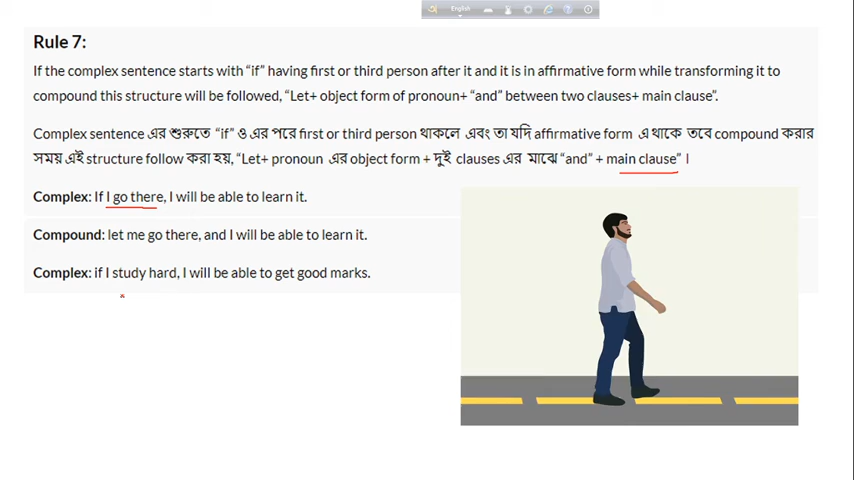 English
Rule 7:
If the complex sentence starts with “if” having first or third person after it and it is in affirmative form while transforming it to
compound this structure will be followed, “Let+ object form of pronoun+ “and” between two clauses+ main clause”.
Complex sentence এর শুরুতে “if” ও এর পরে first or third person থাকলে এবং তা যদি affirmative form এ থাকে তবে compound করার
সময় এই structure follow করা হয়, “Let+ pronoun এর object form + দুই clauses এর মাঝে “and” + main clause” ।
Complex: If I go there, I will be able to learn it.
Compound: let me go there, and I will be able to learn it.
Complex: if I study hard, I will be able to get good marks.